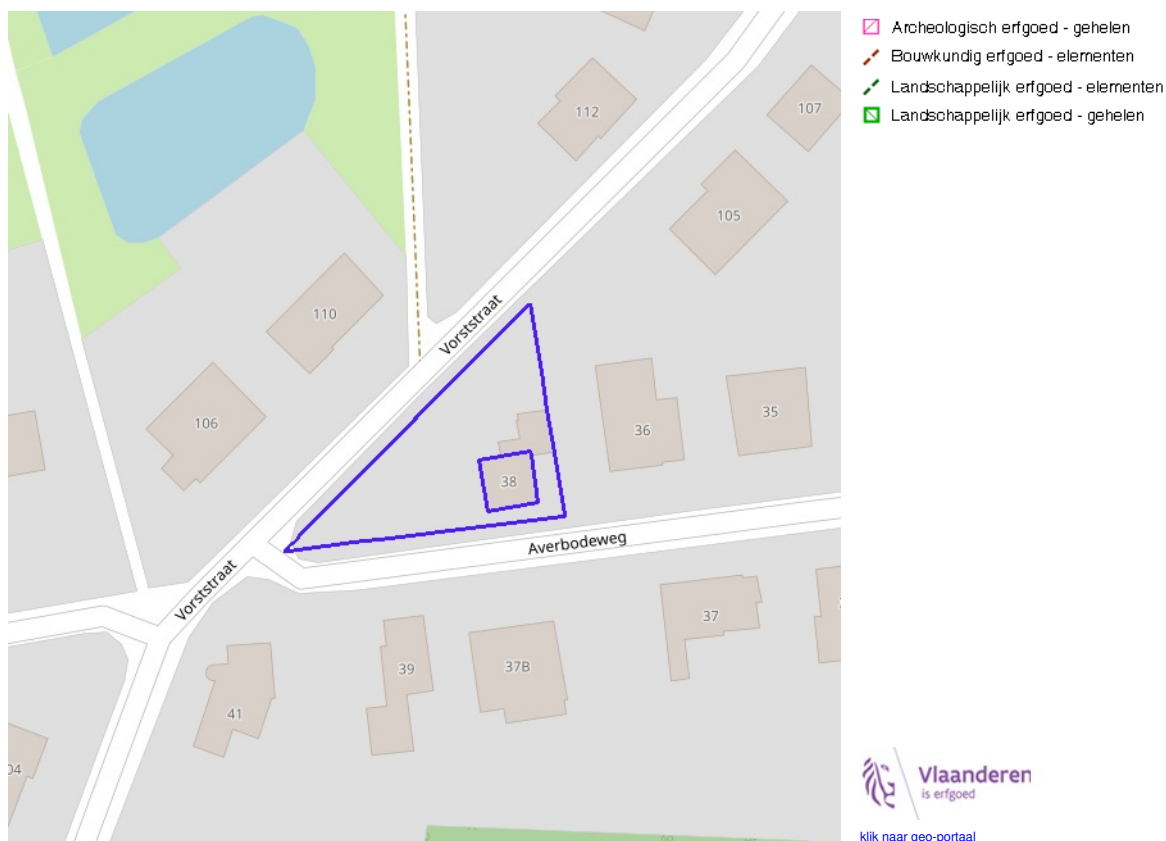 Archeologisch erfgoed - gehelen
Bouwkundig erfgoed - elementen
Landschappelijk erfgoed - elementen
Landschappelijk erfgoed - gehelen
112
107
105
110
Vorststraat
106
36
35
38
Averbodeweg
Vorststraat
37
39
37B
41
04
Vlaanderen
is erfgoed
klik naar geo-portaal